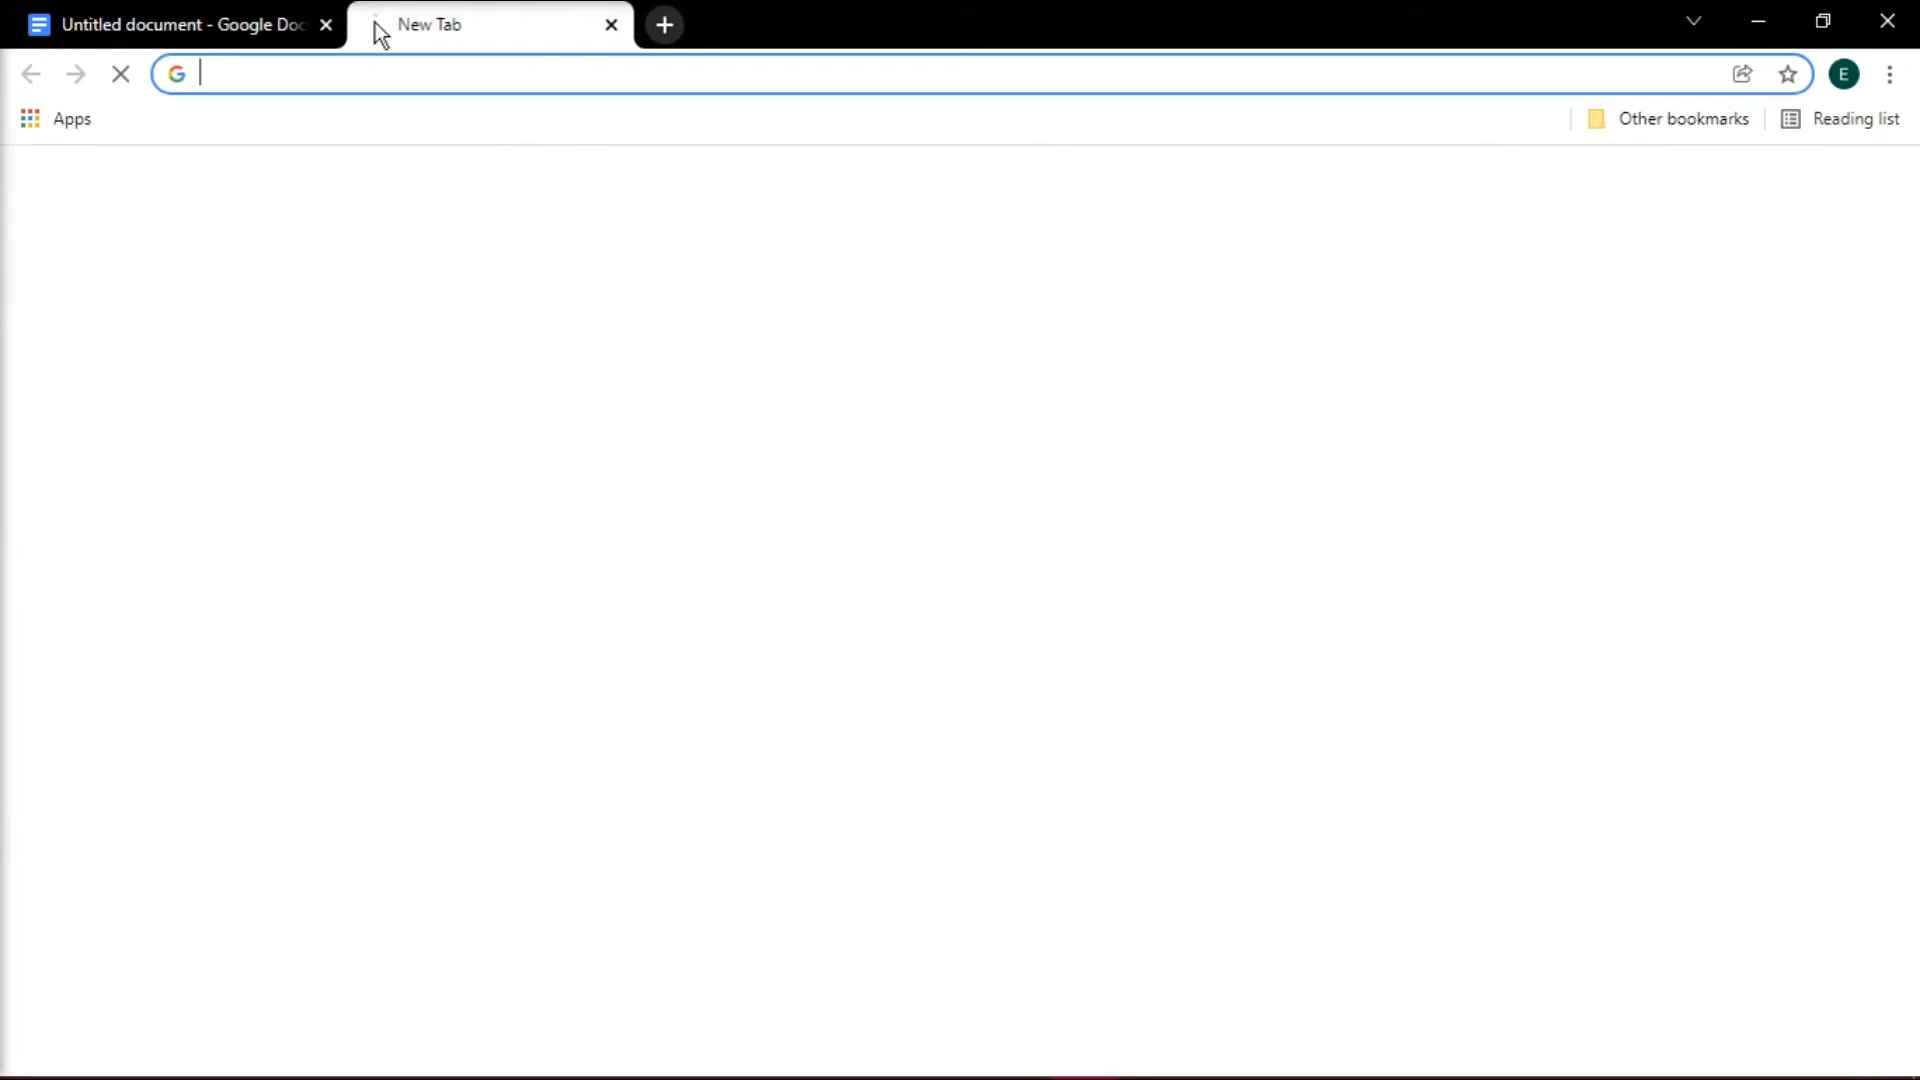 Untitled document - Google Doc
New Tab
G
E
Apps
Other bookmarks
Reading list